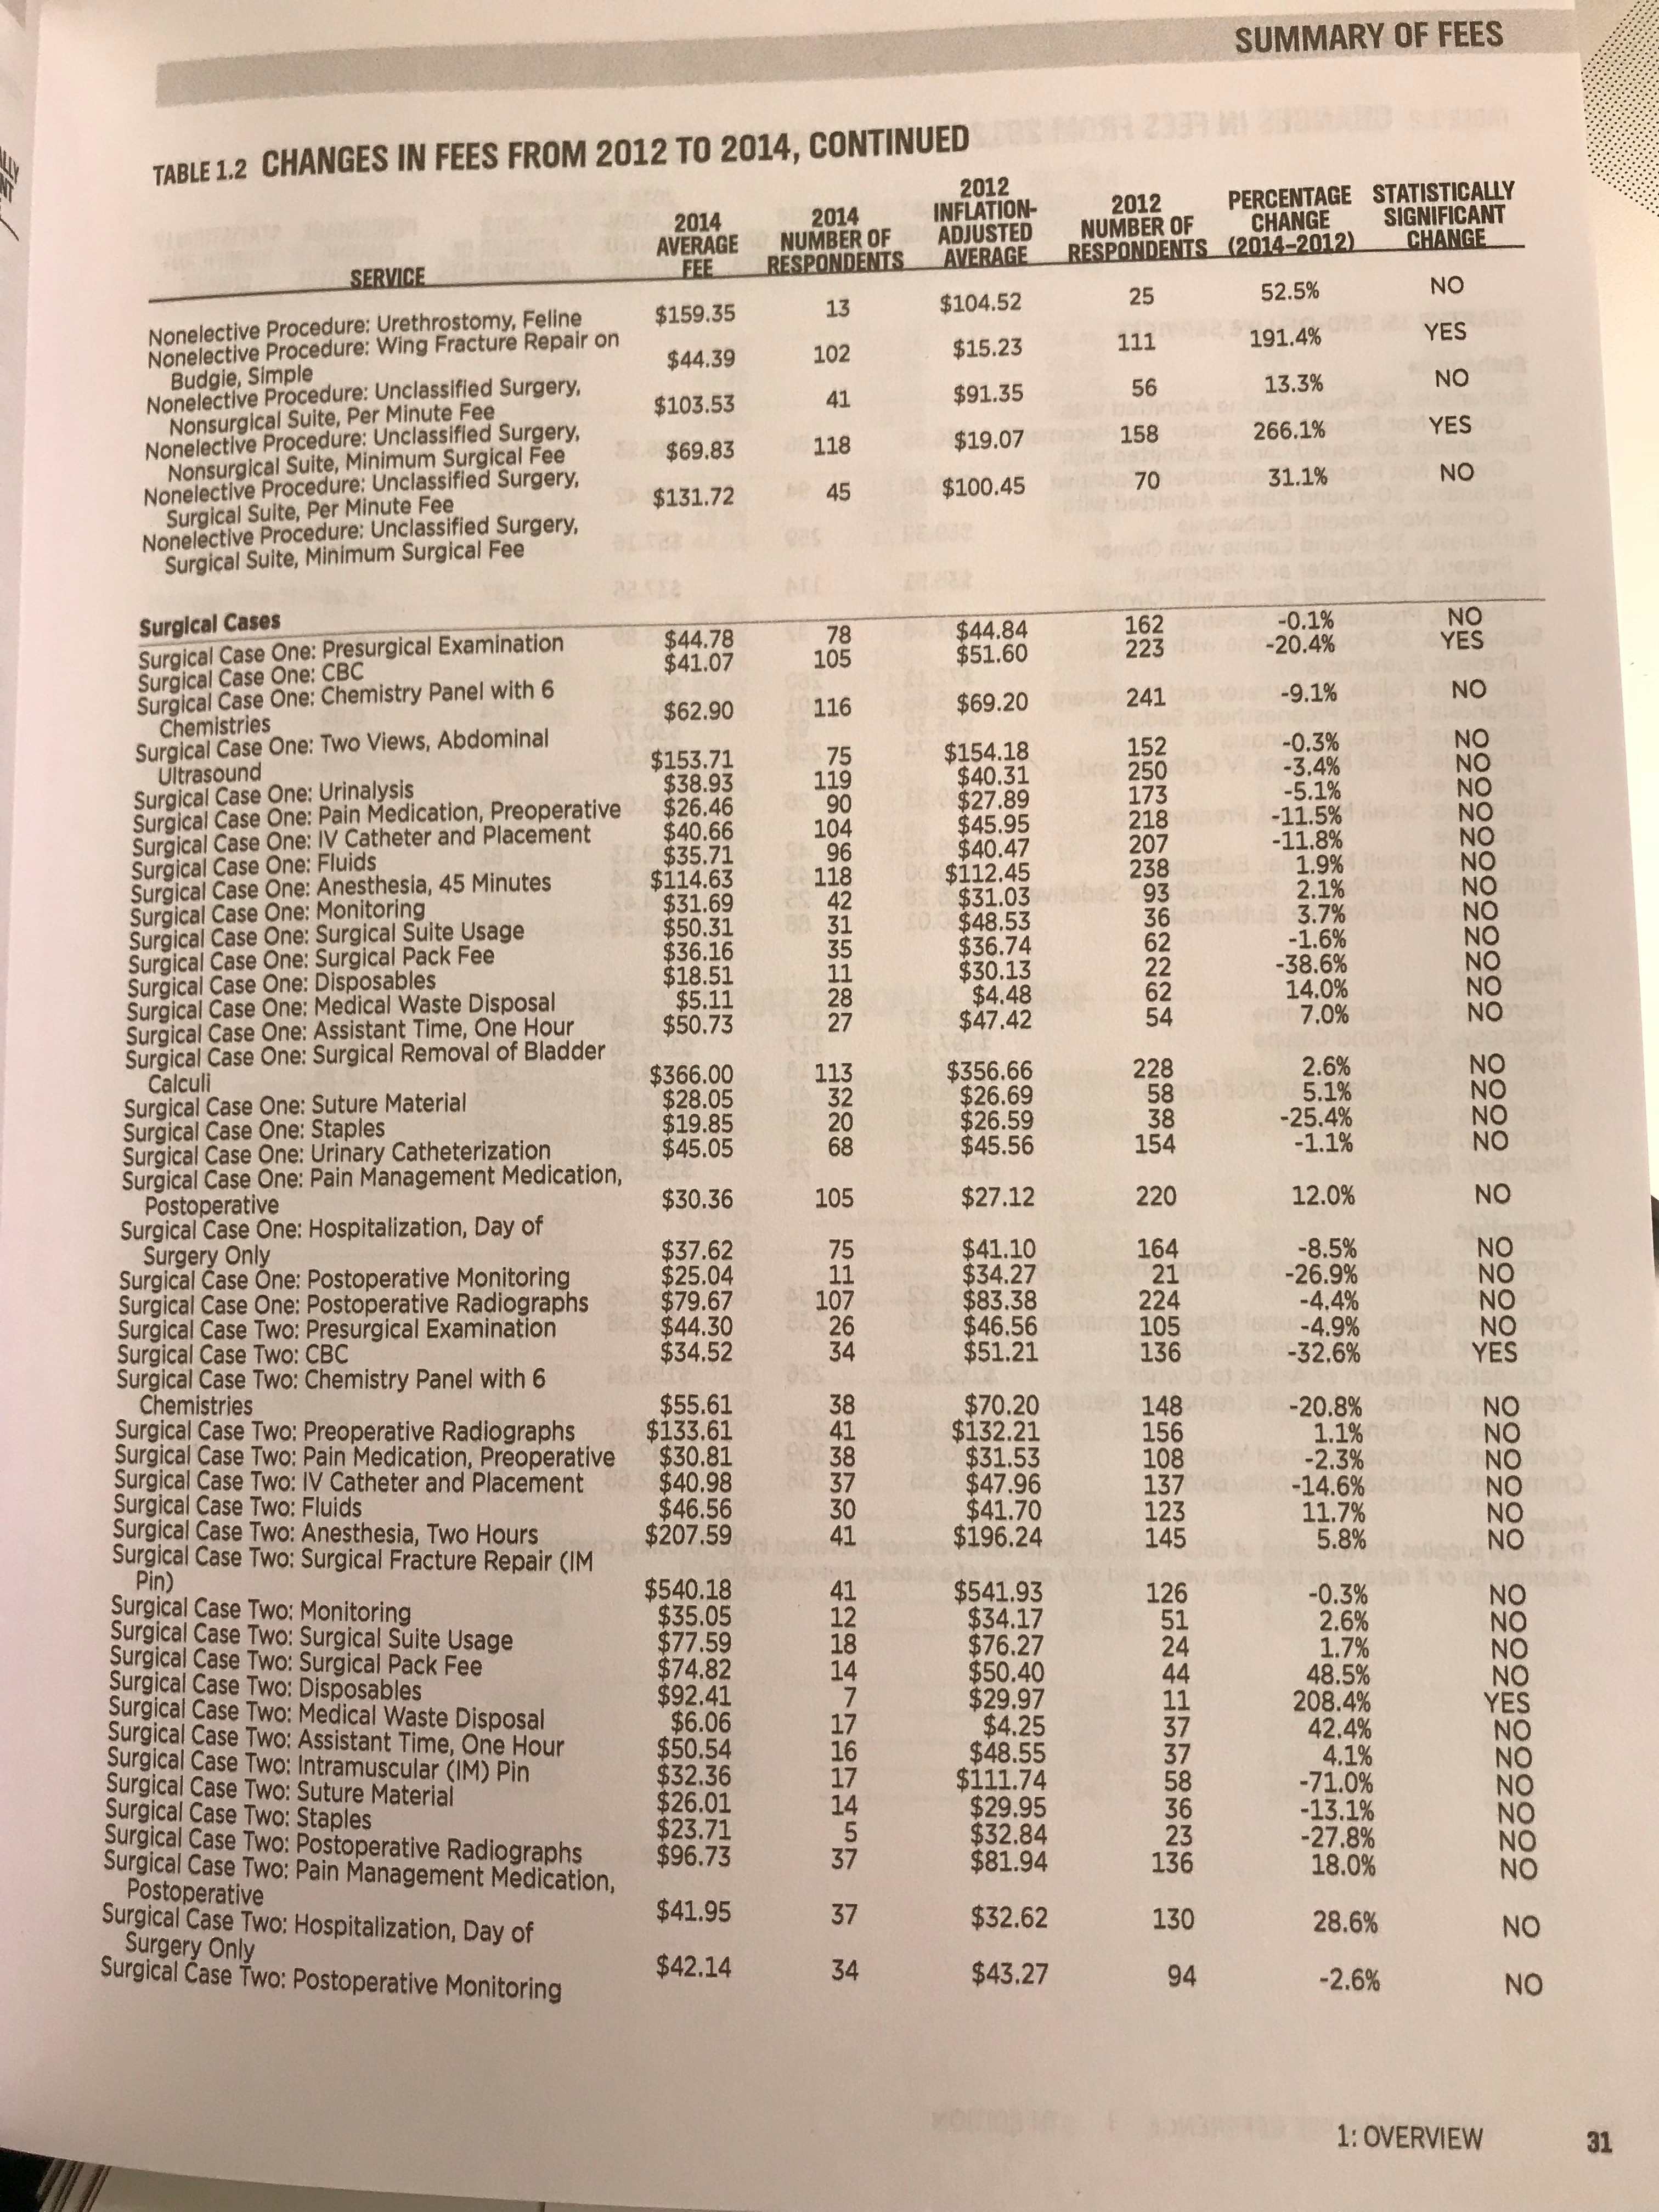 SUMMARY OF FEES
TABLE 1.2 CHANGES IN FEES FROM 2012 TO 2014, CONTINUED
SERVICE
2014
AVERAGE
FEE
2014
NUMBER OF
RESPONDENTS
2012
INFLATION-
ADJUSTED
AVERAGE
2012
NUMBER OF
RESPONDENTS
PERCENTAGE
CHANGE
(2014–2012)
STATISTICALLY
SIGNIFICANT
CHANGE
Nonelective Procedure: Urethrostomy, Feline $159.35 13 $104.52 25 52.5% NO
Nonelective Procedure: Wing Fracture Repair on
Budgie, Simple $44.39 102 $15.23 111 191.4% YES
Nonelective Procedure: Unclassified Surgery,
Nonsurgical Suite, Per Minute Fee $103.53 41 $91.35 56 13.3% NO
Nonelective Procedure: Unclassified Surgery,
Nonsurgical Suite, Minimum Surgical Fee $69.83 118 $19.07 158 266.1% YES
Nonelective Procedure: Unclassified Surgery,
Surgical Suite, Per Minute Fee $131.72 45 $100.45 70 31.1% NO
Nonelective Procedure: Unclassified Surgery,
Surgical Suite, Minimum Surgical Fee
Surgical Cases
Surgical Case One: Presurgical Examination $44.78 78 $44.84 162 -0.1% NO
Surgical Case One: CBC $41.07 105 $51.60 223 -20.4% YES
Surgical Case One: Chemistry Panel with 6
Chemistries $62.90 116 $69.20 241 -9.1% NO
Surgical Case One: Two Views, Abdominal
Ultrasound $153.71 75 $154.18 152 -0.3% NO
Surgical Case One: Urinalysis $38.93 119 $40.31 250 -3.4% NO
Surgical Case One: Pain Medication, Preoperative $26.46 90 $27.89 173 -5.1% NO
Surgical Case One: IV Catheter and Placement $40.66 104 $45.95 218 -11.5% NO
Surgical Case One: Fluids $35.71 96 $40.47 207 -11.8% NO
Surgical Case One: Anesthesia, 45 Minutes $114.63 118 $112.45 238 1.9% NO
Surgical Case One: Monitoring $31.69 42 $31.03 93 2.1% NO
Surgical Case One: Surgical Suite Usage $50.31 31 $48.53 36 3.7% NO
Surgical Case One: Surgical Pack Fee $36.16 35 $36.74 62 -1.6% NO
Surgical Case One: Disposables $18.51 11 $30.13 22 -38.6% NO
Surgical Case One: Medical Waste Disposal $5.11 28 $4.48 62 14.0% NO
Surgical Case One: Assistant Time, One Hour $50.73 27 $47.42 54 7.0% NO
Surgical Case One: Surgical Removal of Bladder
Calculi $366.00 113 $356.66 228 2.6% NO
Surgical Case One: Suture Material $28.05 32 $26.69 58 5.1% NO
Surgical Case One: Staples $19.85 20 $26.59 38 -25.4% NO
Surgical Case One: Urinary Catheterization $45.05 68 $45.56 154 -1.1% NO
Surgical Case One: Pain Management Medication,
Postoperative $30.36 105 $27.12 220 12.0% NO
Surgical Case One: Hospitalization, Day of
Surgery Only $37.62 75 $41.10 164 -8.5% NO
Surgical Case One: Postoperative Monitoring $25.04 11 $34.27 21 -26.9% NO
Surgical Case One: Postoperative Radiographs $79.67 107 $83.38 224 -4.4% NO
Surgical Case Two: Presurgical Examination $44.30 26 $46.56 105 -4.9% NO
Surgical Case Two: CBC $34.52 34 $51.21 136 -32.6% YES
Surgical Case Two: Chemistry Panel with 6
Chemistries $55.61 38 $70.20 148 -20.8% NO
Surgical Case Two: Preoperative Radiographs $133.61 41 $132.21 156 1.1% NO
Surgical Case Two: Pain Medication, Preoperative $30.81 38 $31.53 108 -2.3% NO
Surgical Case Two: IV Catheter and Placement $40.98 37 $47.96 137 -14.6% NO
Surgical Case Two: Fluids $46.56 30 $41.70 123 11.7% NO
Surgical Case Two: Anesthesia, Two Hours $207.59 41 $196.24 145 5.8% NO
Surgical Case Two: Surgical Fracture Repair (IM
Pin) $540.18 41 $541.93 126 -0.3% NO
Surgical Case Two: Monitoring $35.05 12 $34.17 51 2.6% NO
Surgical Case Two: Surgical Suite Usage $77.59 18 $76.27 24 1.7% NO
Surgical Case Two: Surgical Pack Fee $74.82 14 $50.40 44 48.5% NO
Surgical Case Two: Disposables $92.41 7 $29.97 11 208.4% YES
Surgical Case Two: Medical Waste Disposal $6.06 17 $4.25 37 42.4% NO
Surgical Case Two: Assistant Time, One Hour $50.54 16 $48.55 37 4.1% NO
Surgical Case Two: Intramuscular (IM) Pin $32.36 17 $111.74 58 -71.0% NO
Surgical Case Two: Suture Material $26.01 14 $29.95 36 -13.1% NO
Surgical Case Two: Staples $23.71 5 $32.84 23 -27.8% NO
Surgical Case Two: Postoperative Radiographs $96.73 37 $81.94 136 18.0% NO
Surgical Case Two: Pain Management Medication,
Postoperative $41.95 37 $32.62 130 28.6% NO
Surgical Case Two: Hospitalization, Day of
Surgery Only $42.14 34 $43.27 94 -2.6% NO
Surgical Case Two: Postoperative Monitoring
1: OVERVIEW 31